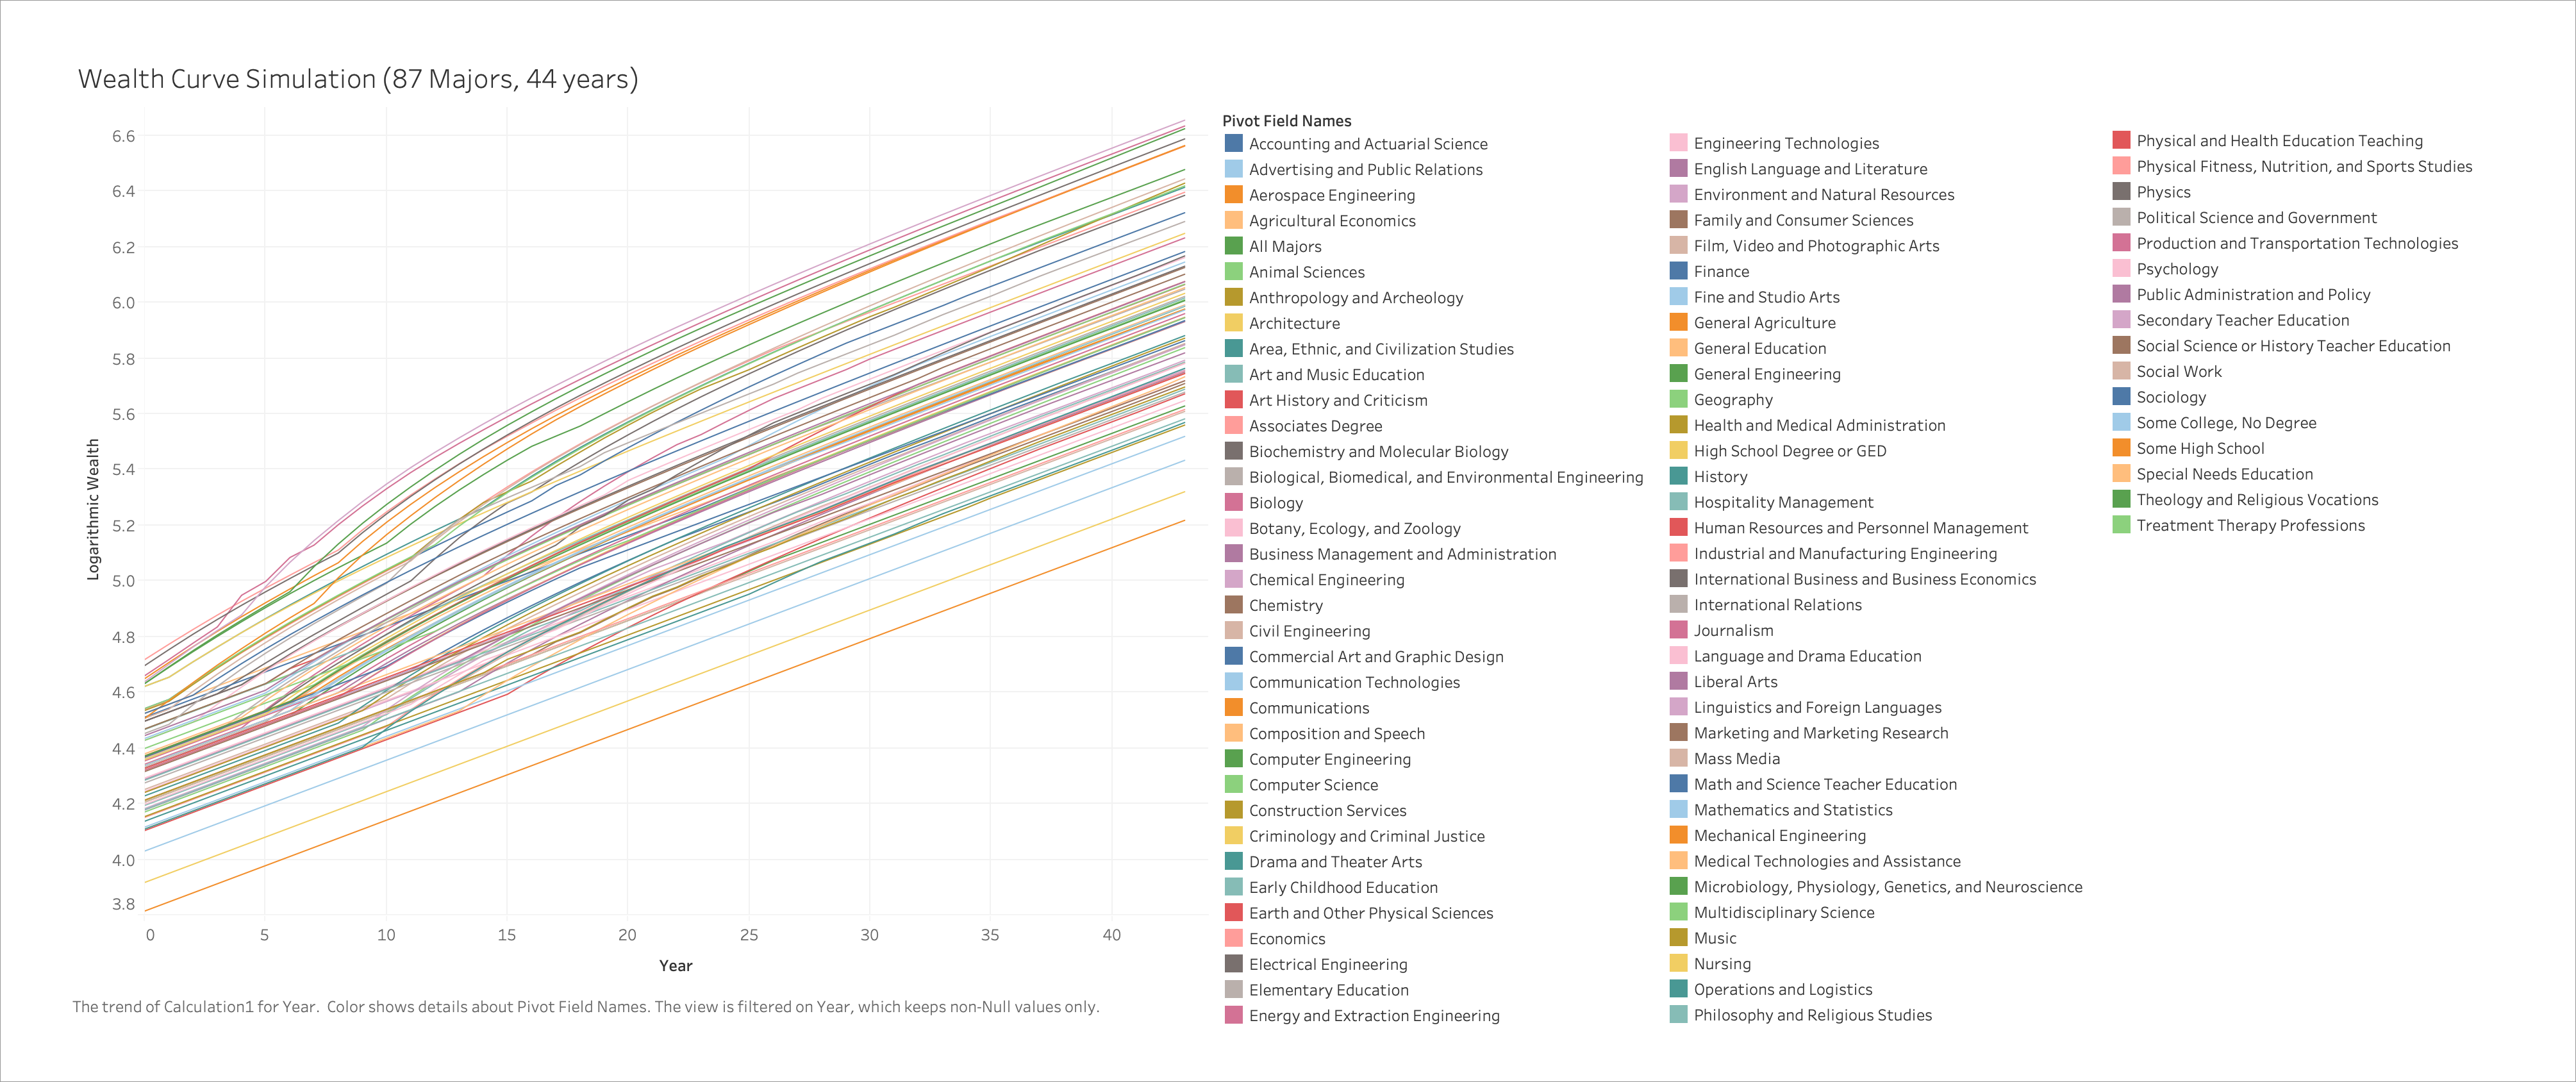 Wealth Curve Simulation (87 Majors, 44 years)
6.6
6.4
6.2
6.0
5.8
5.6
5.4
5.2
5.0
4.8
4.6
4.4
4.2
4.0
3.8
Logarithmic Wealth
0 5 10 15 20 25 30 35 40
Year
The trend of Calculation1 for Year. Color shows details about Pivot Field Names. The view is filtered on Year, which keeps non-Null values only.
Pivot Field Names
Accounting and Actuarial Science
Advertising and Public Relations
Aerospace Engineering
Agricultural Economics
All Majors
Animal Sciences
Anthropology and Archeology
Architecture
Area, Ethnic, and Civilization Studies
Art and Music Education
Art History and Criticism
Associates Degree
Biochemistry and Molecular Biology
Biological, Biomedical, and Environmental Engineering
Biology
Botany, Ecology, and Zoology
Business Management and Administration
Chemical Engineering
Chemistry
Civil Engineering
Commercial Art and Graphic Design
Communication Technologies
Communications
Composition and Speech
Computer Engineering
Computer Science
Construction Services
Criminology and Criminal Justice
Drama and Theater Arts
Early Childhood Education
Earth and Other Physical Sciences
Economics
Electrical Engineering
Elementary Education
Energy and Extraction Engineering
Engineering Technologies
English Language and Literature
Environment and Natural Resources
Family and Consumer Sciences
Film, Video and Photographic Arts
Finance
Fine and Studio Arts
General Agriculture
General Education
General Engineering
Geography
Health and Medical Administration
High School Degree or GED
History
Hospitality Management
Human Resources and Personnel Management
Industrial and Manufacturing Engineering
International Business and Business Economics
International Relations
Journalism
Language and Drama Education
Liberal Arts
Linguistics and Foreign Languages
Marketing and Marketing Research
Mass Media
Math and Science Teacher Education
Mathematics and Statistics
Mechanical Engineering
Medical Technologies and Assistance
Microbiology, Physiology, Genetics, and Neuroscience
Multidisciplinary Science
Music
Nursing
Operations and Logistics
Philosophy and Religious Studies
Physical and Health Education Teaching
Physical Fitness, Nutrition, and Sports Studies
Physics
Political Science and Government
Production and Transportation Technologies
Psychology
Public Administration and Policy
Secondary Teacher Education
Social Science or History Teacher Education
Social Work
Sociology
Some College, No Degree
Some High School
Special Needs Education
Theology and Religious Vocations
Treatment Therapy Professions